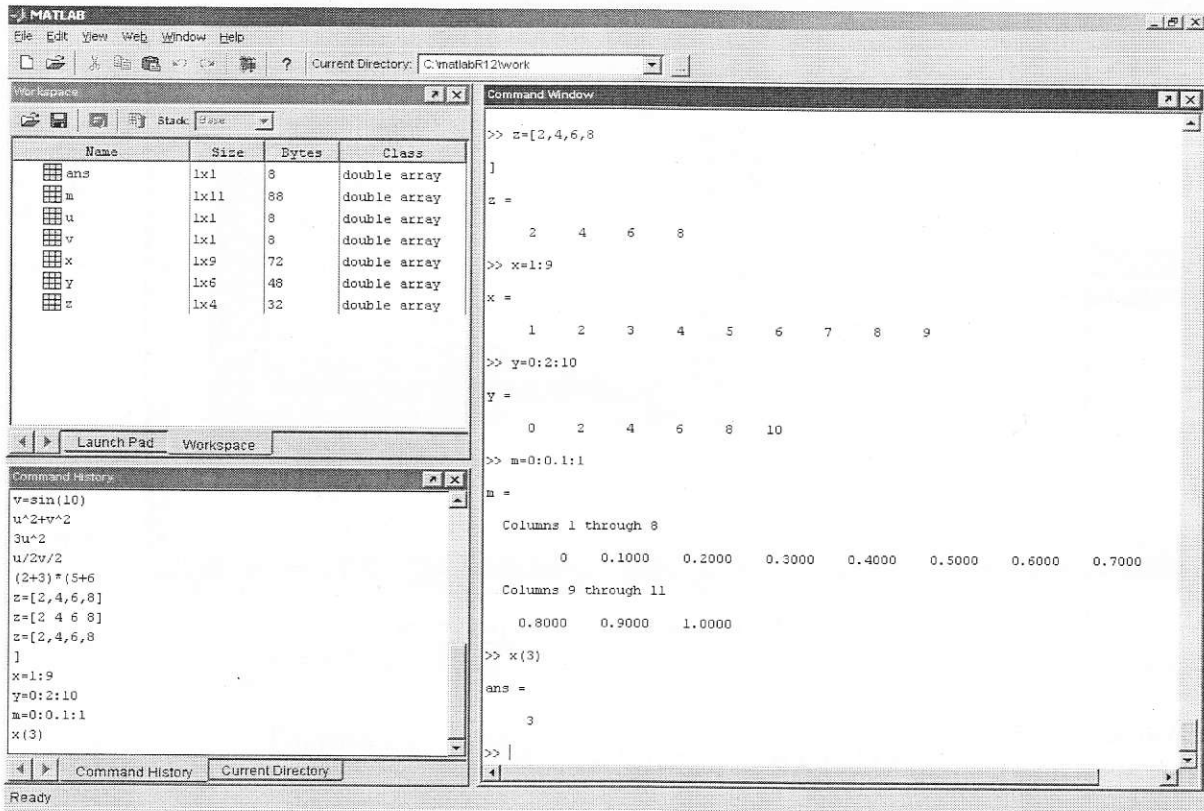 MATLAB
File Edit View Web Window Help
? Current Directory: C:\matlabR12\work
Workspace
Stack: Base
Name Size Bytes Class
ans 1x1 8 double array
m 1x11 88 double array
u 1x1 8 double array
v 1x1 8 double array
x 1x9 72 double array
y 1x6 48 double array
z 1x4 32 double array
Launch Pad Workspace
Command History
v=sin(10)
u^2+v^2
3u^2
u/2v/2
(2+3)*(5+6
z=[2,4,6,8]
z=[2 4 6 8]
z=[2,4,6,8
]
x=1:9
y=0:2:10
m=0:0.1:1
x(3)
Command History Current Directory
Command Window
>> z=[2,4,6,8
]
z =
2 4 6 8
>> x=1:9
x =
1 2 3 4 5 6 7 8 9
>> y=0:2:10
y =
0 2 4 6 8 10
>> m=0:0.1:1
m =
Columns 1 through 8
0 0.1000 0.2000 0.3000 0.4000 0.5000 0.6000 0.7000
Columns 9 through 11
0.8000 0.9000 1.0000
>> x(3)
ans =
3
>>
Ready